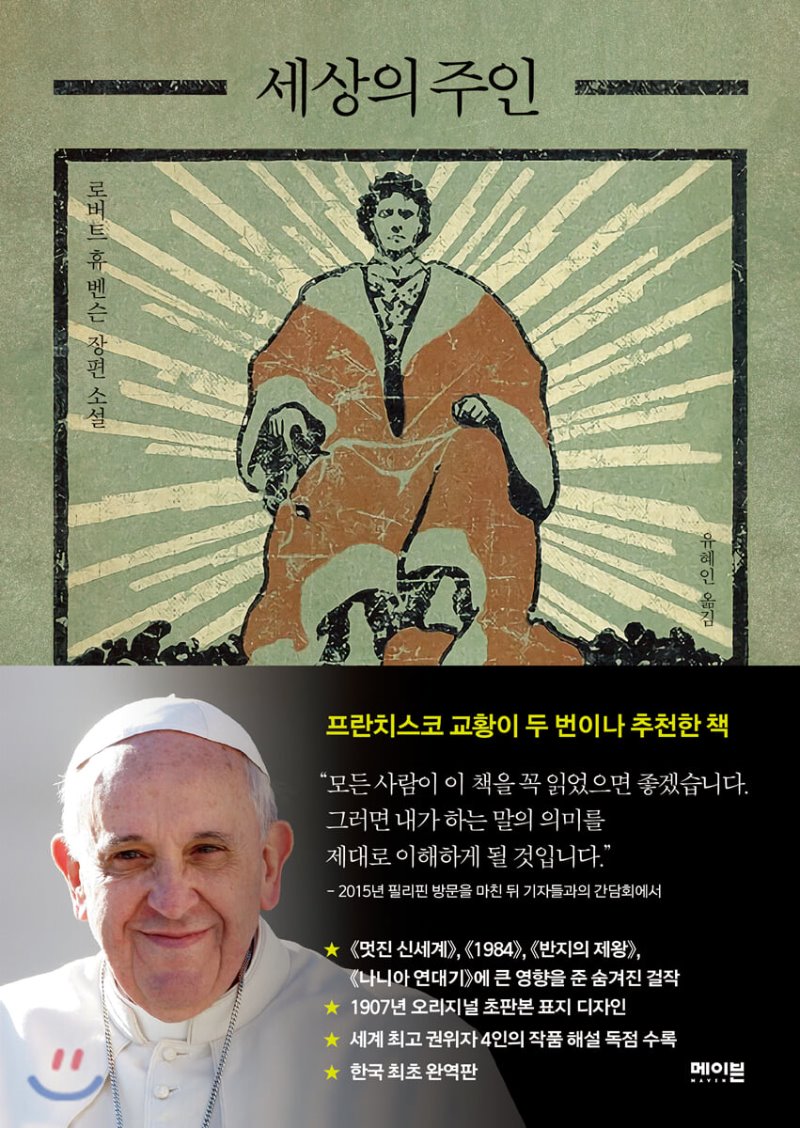 세상의 주인
로버트 휴 벤슨 장편소설
유혜인 옮김
프란치스코 교황이 두 번이나 추천한 책
“모든 사람이 이 책을 꼭 읽었으면 좋겠습니다.
그러면 내가 하는 말의 의미를
제대로 이해하게 될 것입니다.”
- 2015년 필리핀 방문을 마친 뒤 기자들과의 간담회에서
★ 《멋진 신세계》, 《1984》, 《반지의 제왕》,
《나니아 연대기》에 큰 영향을 준 숨겨진 걸작
★ 1907년 오리지널 초판본 표지 디자인
★ 세계 최고 권위자 4인의 작품 해설 독점 수록
★ 한국 최초 완역판
메이븐
MAVEN